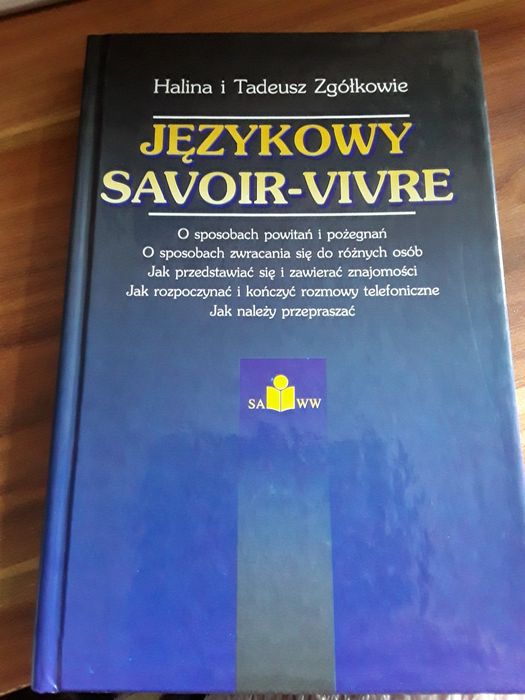 Halina i Tadeusz Zgółkowie
JĘZYKOWY
SAVOIR-VIVRE
O sposobach powitań i pożegnań
O sposobach zwracania się do różnych osób
Jak przedstawiać się i zawierać znajomości
Jak rozpoczynać i kończyć rozmowy telefoniczne
Jak należy przepraszać
SA WW